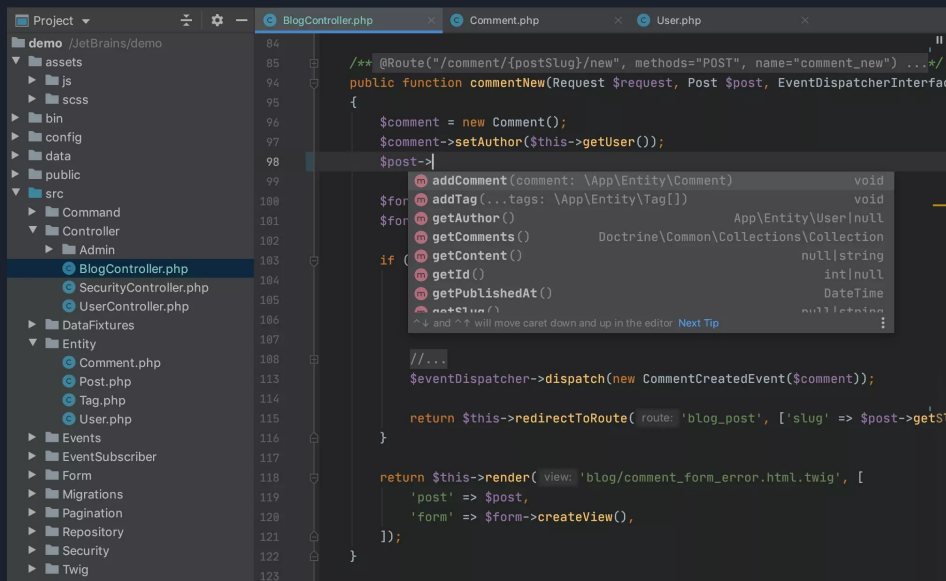 Project
demo /JetBrains/demo
assets
js
scss
bin
config
data
public
src
Command
Controller
Admin
BlogController.php
SecurityController.php
UserController.php
DataFixtures
Entity
Comment.php
Post.php
Tag.php
User.php
Events
EventSubscriber
Form
Migrations
Pagination
Repository
Security
Twig
BlogController.php Comment.php User.php
84
85 /** @Route("/comment/{postSlug}/new", methods="POST", name="comment_new") ...*/
94 public function commentNew(Request $request, Post $post, EventDispatcherInterfac
95 {
96 $comment = new Comment();
97 $comment->setAuthor($this->getUser());
98 $post->
99
100 $for
101 $for
102
103 if (
104
105
106
107
108 //...
113 $eventDispatcher->dispatch(new CommentCreatedEvent($comment));
114
115 return $this->redirectToRoute( route: 'blog_post', ['slug' => $post->getSl
116 }
117
118 return $this->render( view: 'blog/comment_form_error.html.twig', [
119 'post' => $post,
120 'form' => $form->createView(),
121 ]);
122 }
123
m addComment(comment: \App\Entity\Comment) void
m addTag(...tags: \App\Entity\Tag[]) void
m getAuthor() App\Entity\User|null
m getComments() Doctrine\Common\Collections\Collection
m getContent() null|string
m getId() int|null
m getPublishedAt() DateTime
m getSlug() null|string
^↓ and ^↑ will move caret down and up in the editor Next Tip